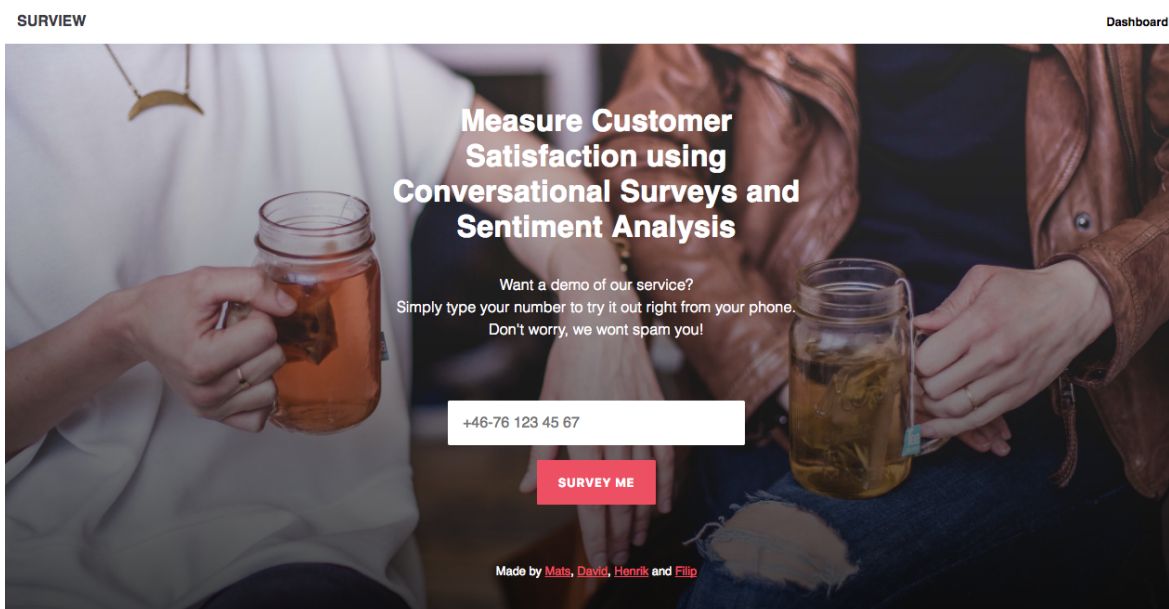 SURVIEW
Dashboard
Measure Customer
Satisfaction using
Conversational Surveys and
Sentiment Analysis
Want a demo of our service?
Simply type your number to try it out right from your phone.
Don't worry, we wont spam you!
+46-76 123 45 67
SURVEY ME
Made by Mats, David, Henrik and Filip